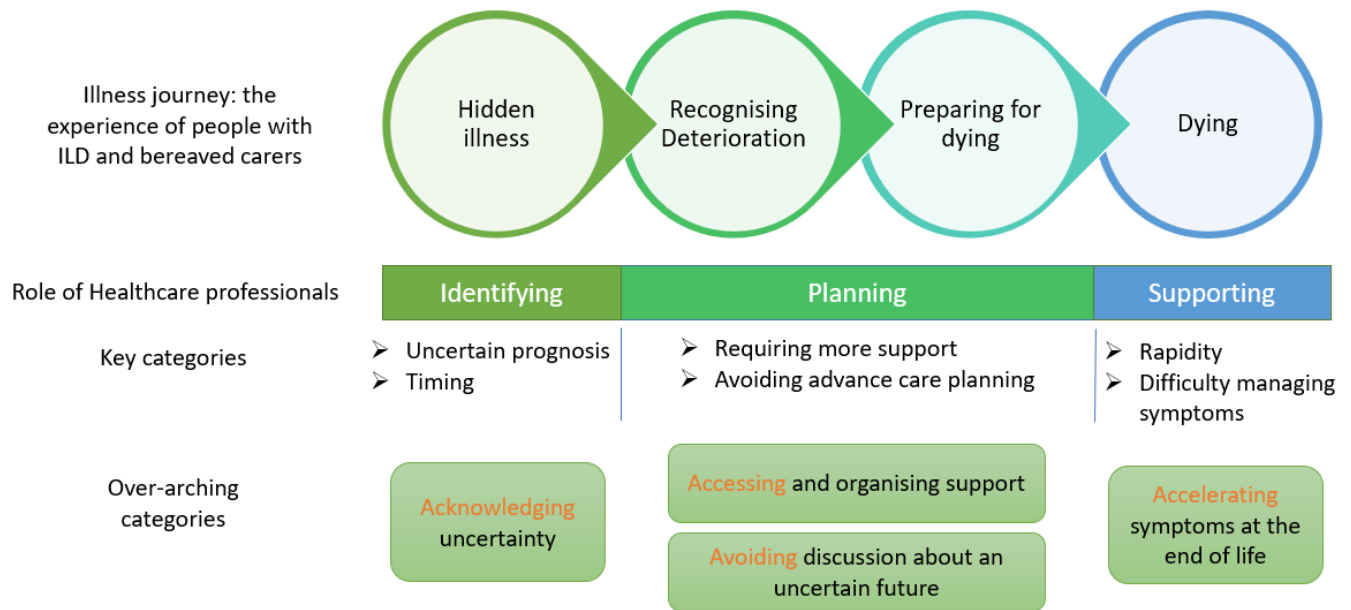 Illness journey: the
experience of people with
ILD and bereaved carers
Hidden
illness
Recognising
Deterioration
Preparing for
dying
Dying
Role of Healthcare professionals
Identifying
Planning
Supporting
Key categories
➢ Uncertain prognosis
➢ Timing
➢ Requiring more support
➢ Avoiding advance care planning
➢ Rapidity
➢ Difficulty managing
symptoms
Over-arching
categories
Acknowledging
uncertainty
Accessing and organising support
Avoiding discussion about an
uncertain future
Accelerating
symptoms at the
end of life